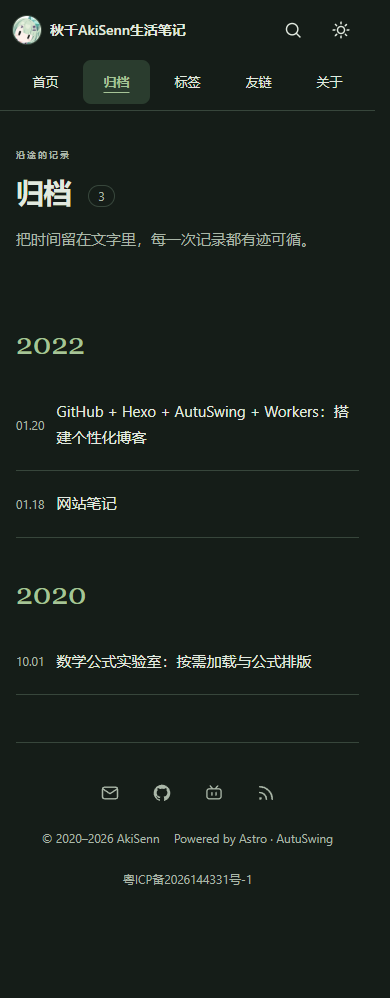 秋千AkiSenn生活笔记
首页 归档 标签 友链 关于
沿途的记录
归档 3
把时间留在文字里，每一次记录都有迹可循。
2022
01.20 GitHub + Hexo + AutuSwing + Workers：搭
建个性化博客
01.18 网站笔记
2020
10.01 数学公式实验室：按需加载与公式排版
© 2020–2026 AkiSenn Powered by Astro · AutuSwing
粤ICP备2026144331号-1